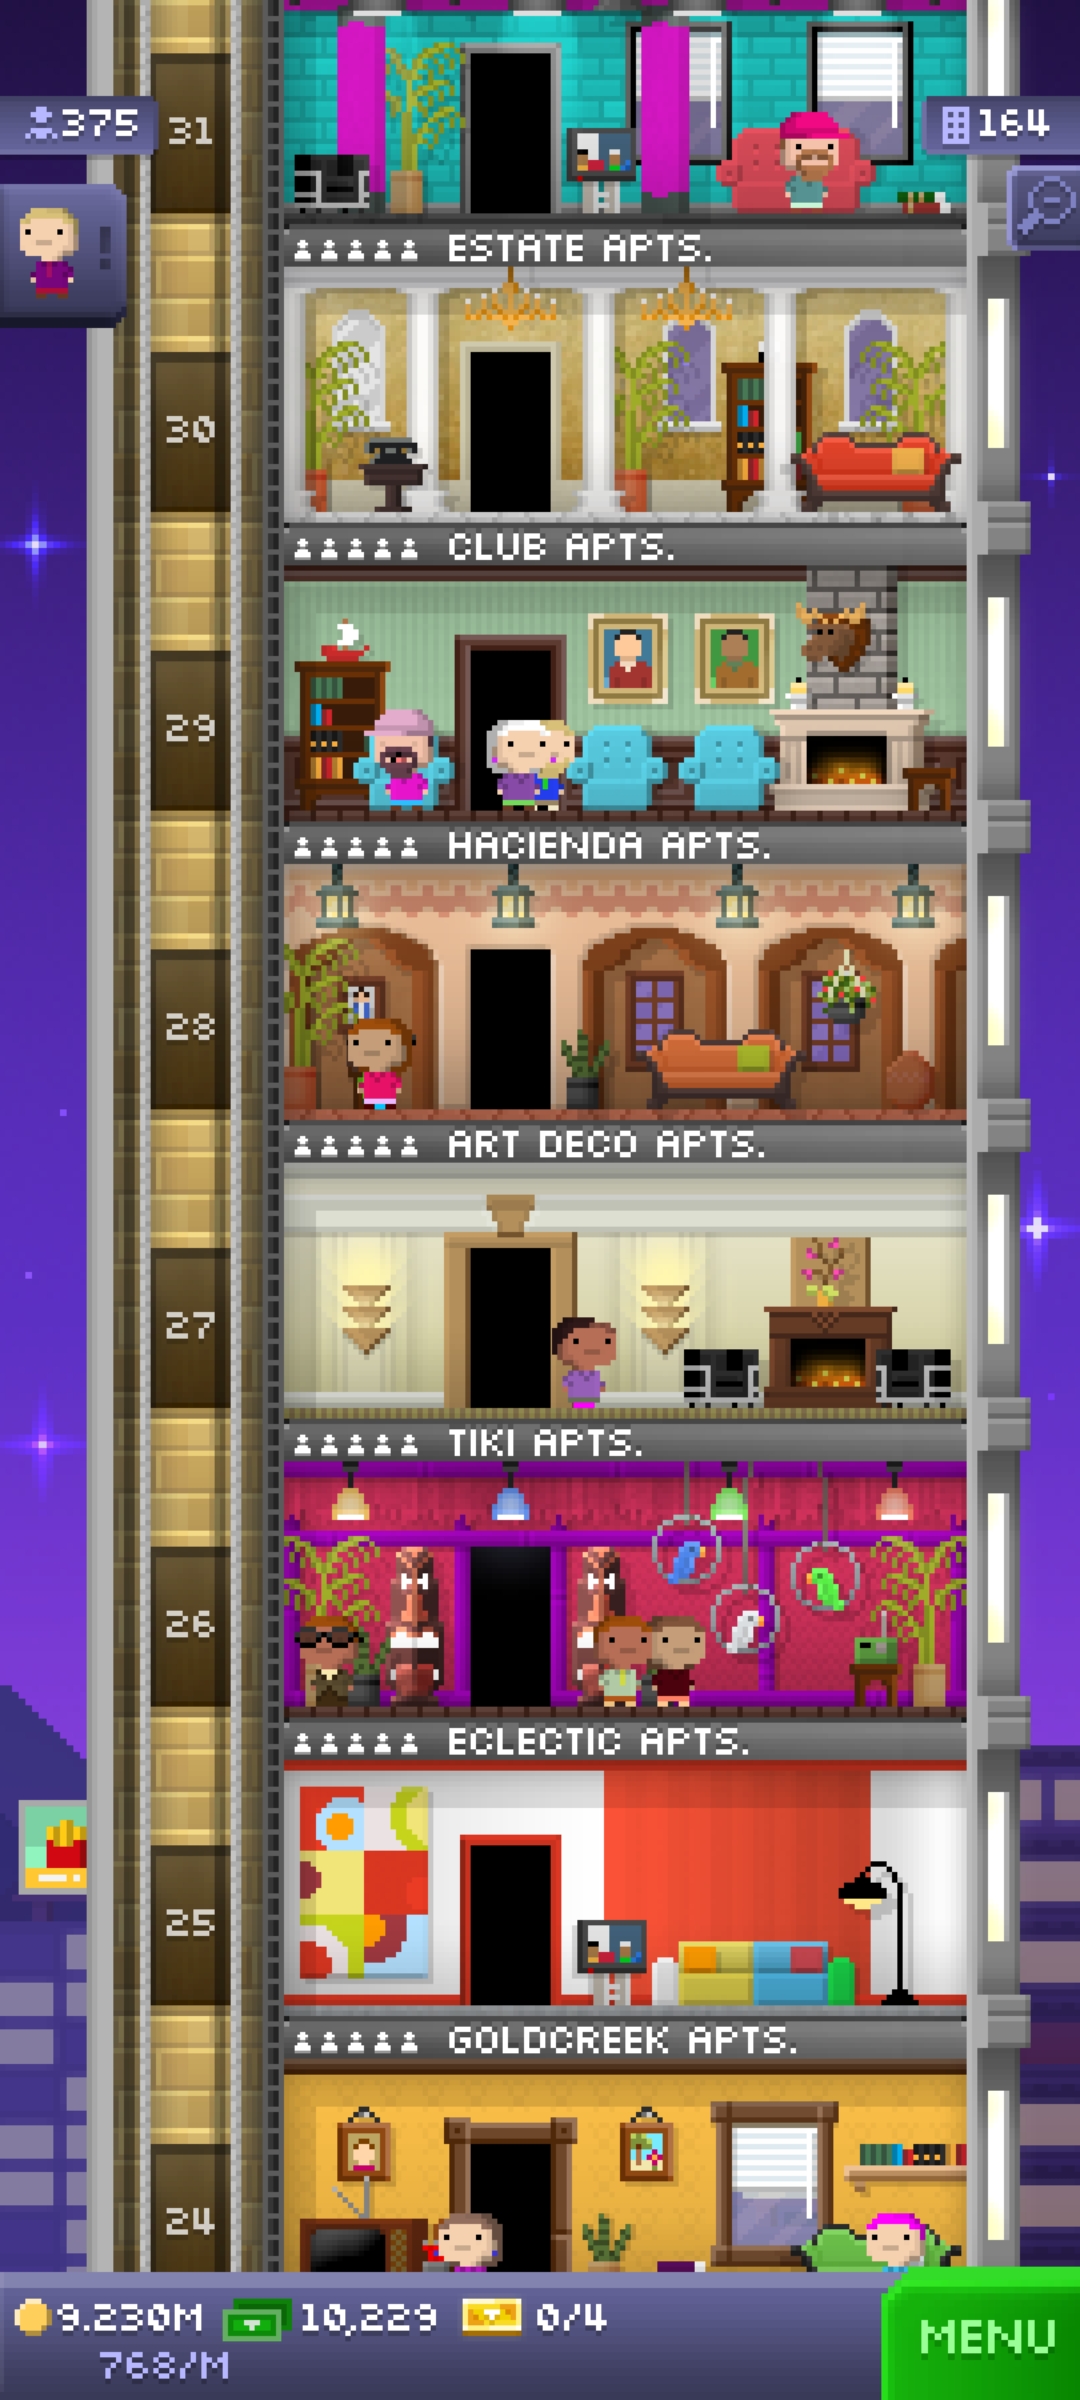 375
31
164
ESTATE APTS.
30
CLUB APTS.
29
HACIENDA APTS.
28
ART DECO APTS.
27
TIKI APTS.
26
ECLECTIC APTS.
25
GOLDCREEK APTS.
24
9.230M 10,229 0/4
768/M
MENU